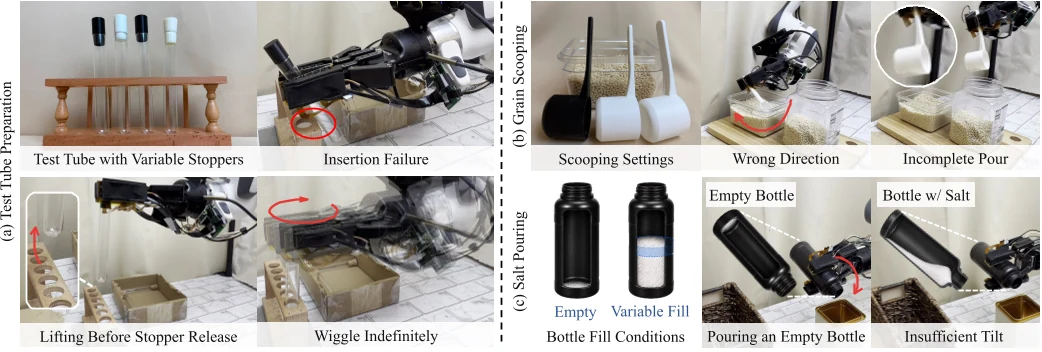 (a) Test Tube Preparation
Test Tube with Variable Stoppers
Insertion Failure
Lifting Before Stopper Release
Wiggle Indefinitely
(b) Grain Scooping
Scooping Settings
Wrong Direction
Incomplete Pour
(c) Salt Pouring
Empty
Variable Fill
Bottle Fill Conditions
Empty Bottle
Pouring an Empty Bottle
Bottle w/ Salt
Insufficient Tilt